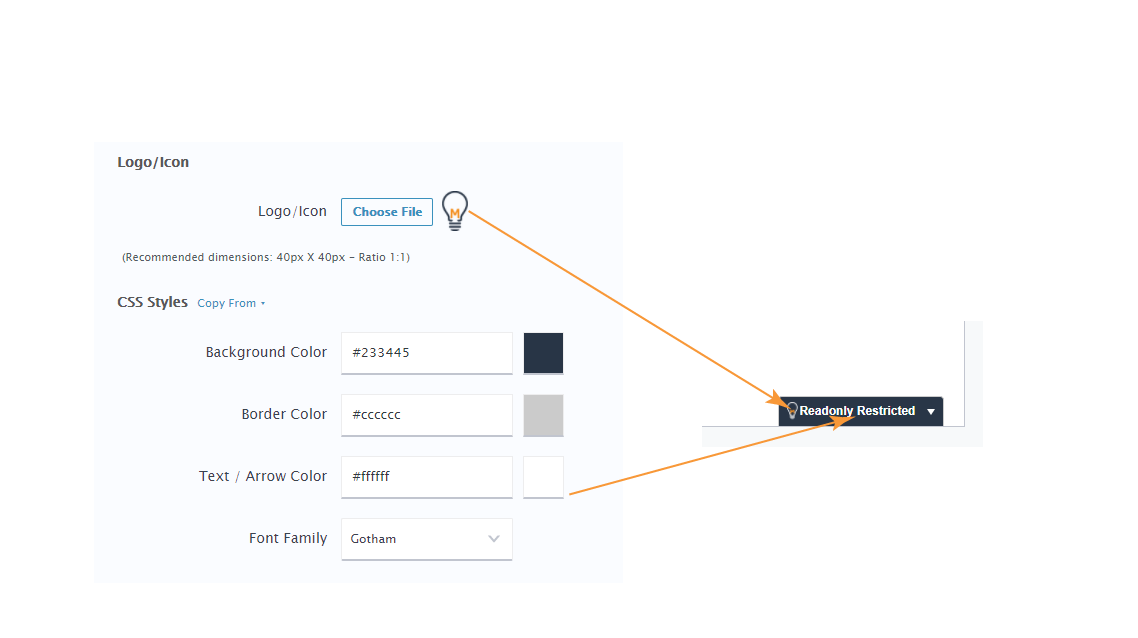 Logo/Icon
Logo/Icon Choose File M
(Recommended dimensions: 40px X 40px – Ratio 1:1)
CSS Styles Copy From
Background Color #233445
Border Color #cccccc
Text / Arrow Color #ffffff
Font Family Gotham
Readonly Restricted